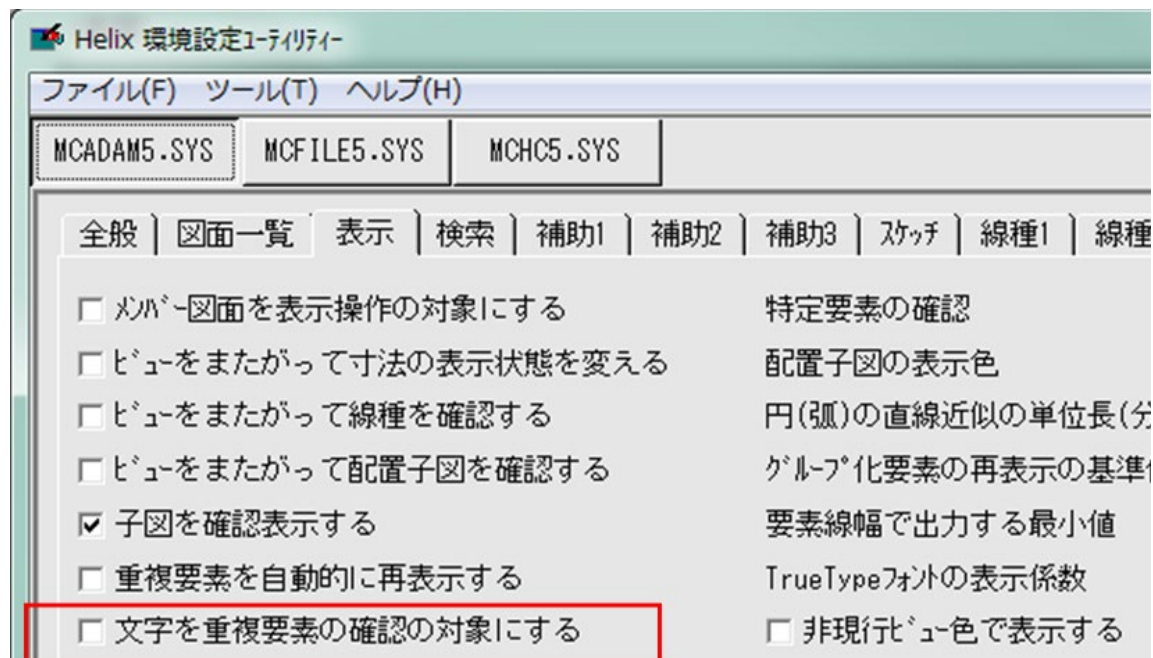 Helix 環境設定ﾕｰﾃｨﾘﾃｨｰ
ファイル(F) ツール(T) ヘルプ(H)
MCADAM5.SYS MCFILE5.SYS MCHC5.SYS
全般 図面一覧 表示 検索 補助1 補助2 補助3 ｽｹｯﾁ 線種1 線種
ﾒﾝﾊﾞｰ図面を表示操作の対象にする
ﾋﾞｭｰをまたがって寸法の表示状態を変える
ﾋﾞｭｰをまたがって線種を確認する
ﾋﾞｭｰをまたがって配置子図を確認する
子図を確認表示する
重複要素を自動的に再表示する
文字を重複要素の確認の対象にする
特定要素の確認
配置子図の表示色
円(弧)の直線近似の単位長(分
ｸﾞﾙｰﾌﾟ化要素の再表示の基準
要素線幅で出力する最小値
TrueTypeﾌｫﾝﾄの表示係数
非現行ﾋﾞｭｰ色で表示する